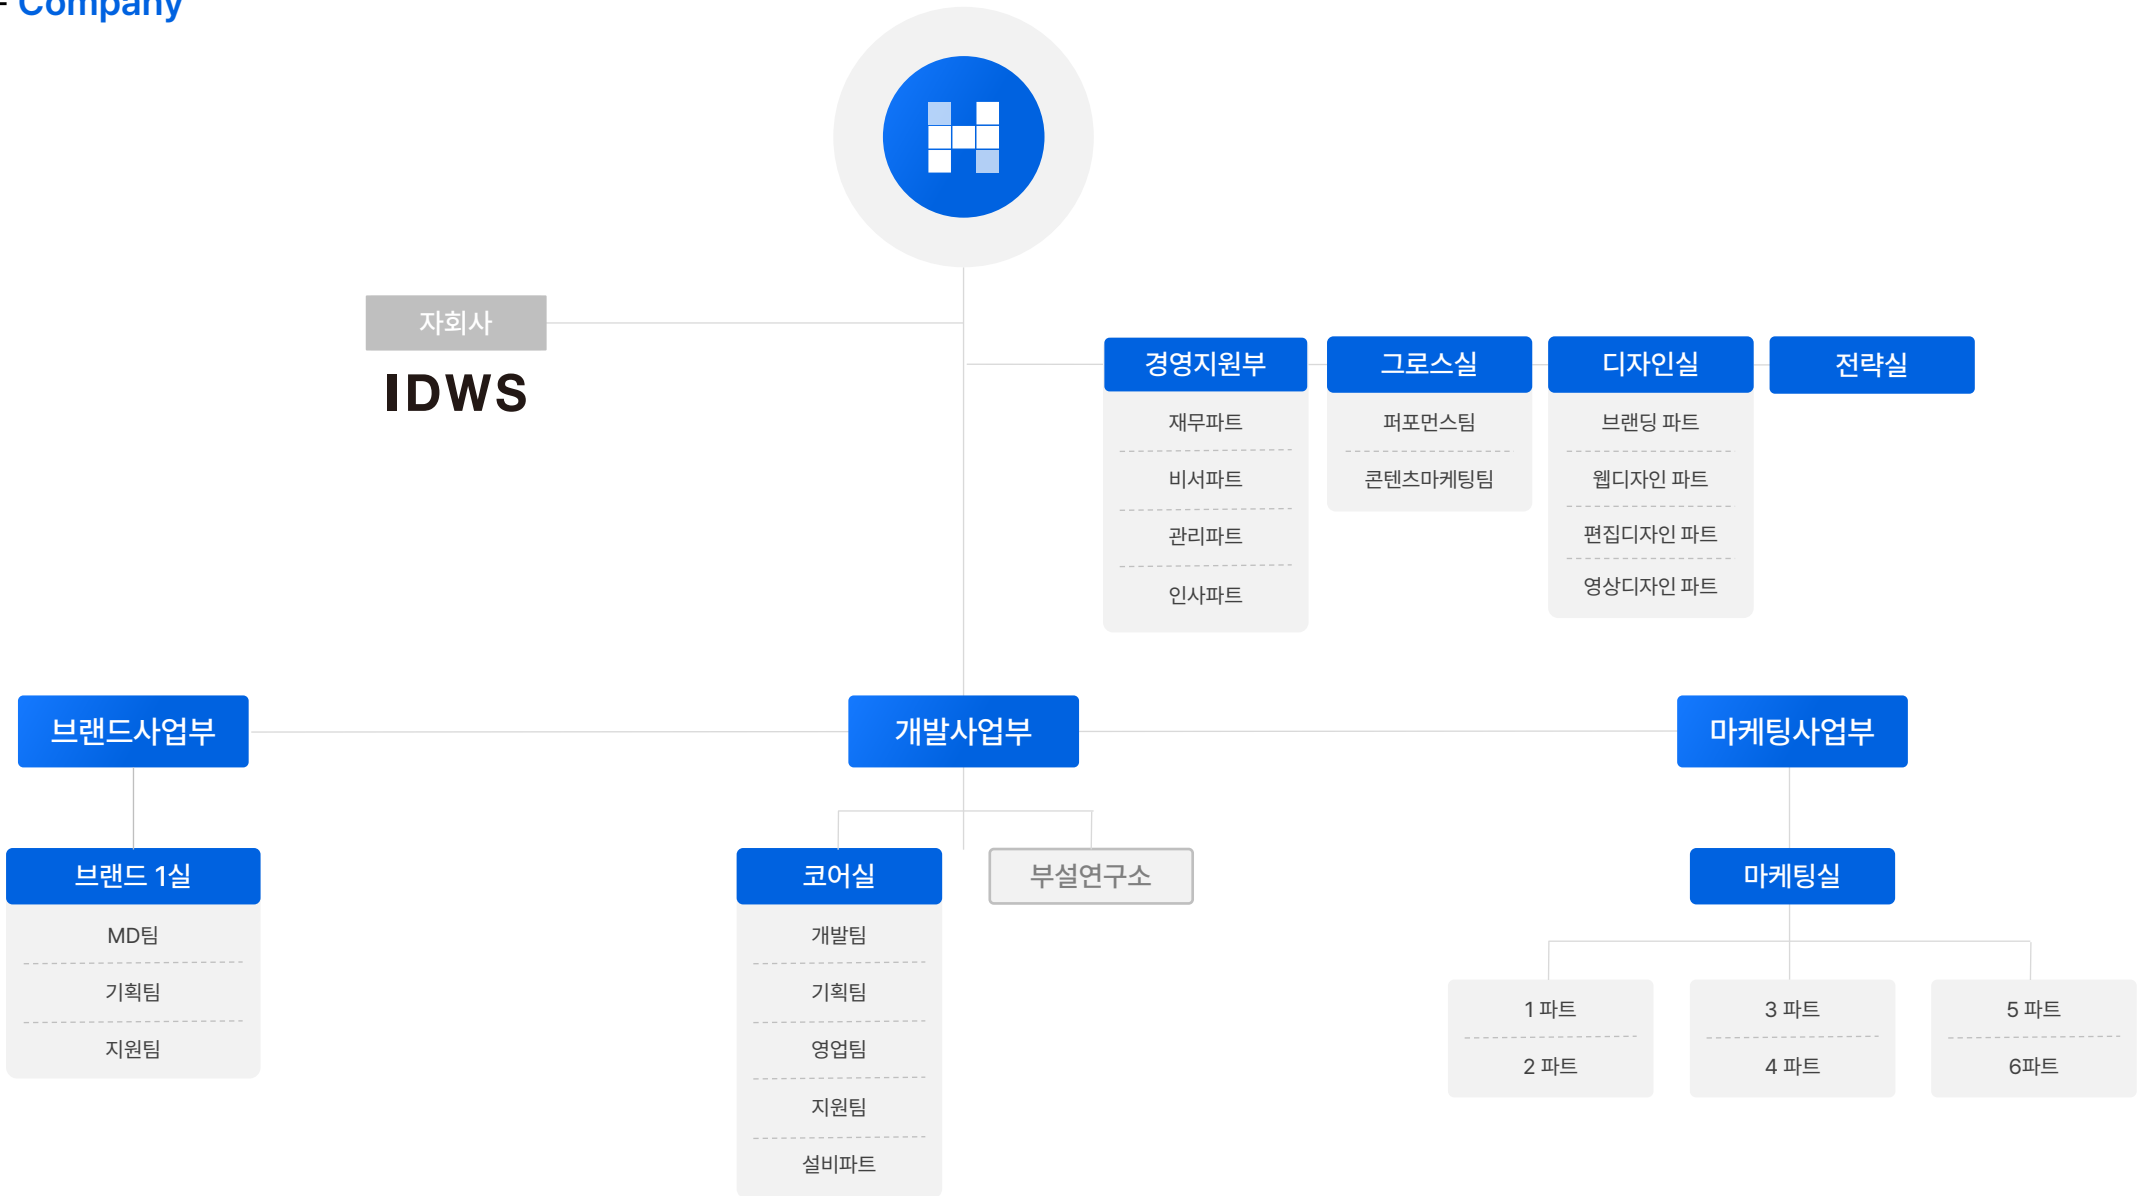 - Company
자회사
IDWS
경영지원부
재무파트
비서파트
관리파트
인사파트
그로스실
퍼포먼스팀
콘텐츠마케팅팀
디자인실
브랜딩 파트
웹디자인 파트
편집디자인 파트
영상디자인 파트
전략실
브랜드사업부
개발사업부
마케팅사업부
브랜드 1실
MD팀
기획팀
지원팀
코어실
개발팀
기획팀
영업팀
지원팀
설비파트
부설연구소
마케팅실
1 파트
2 파트
3 파트
4 파트
5 파트
6파트